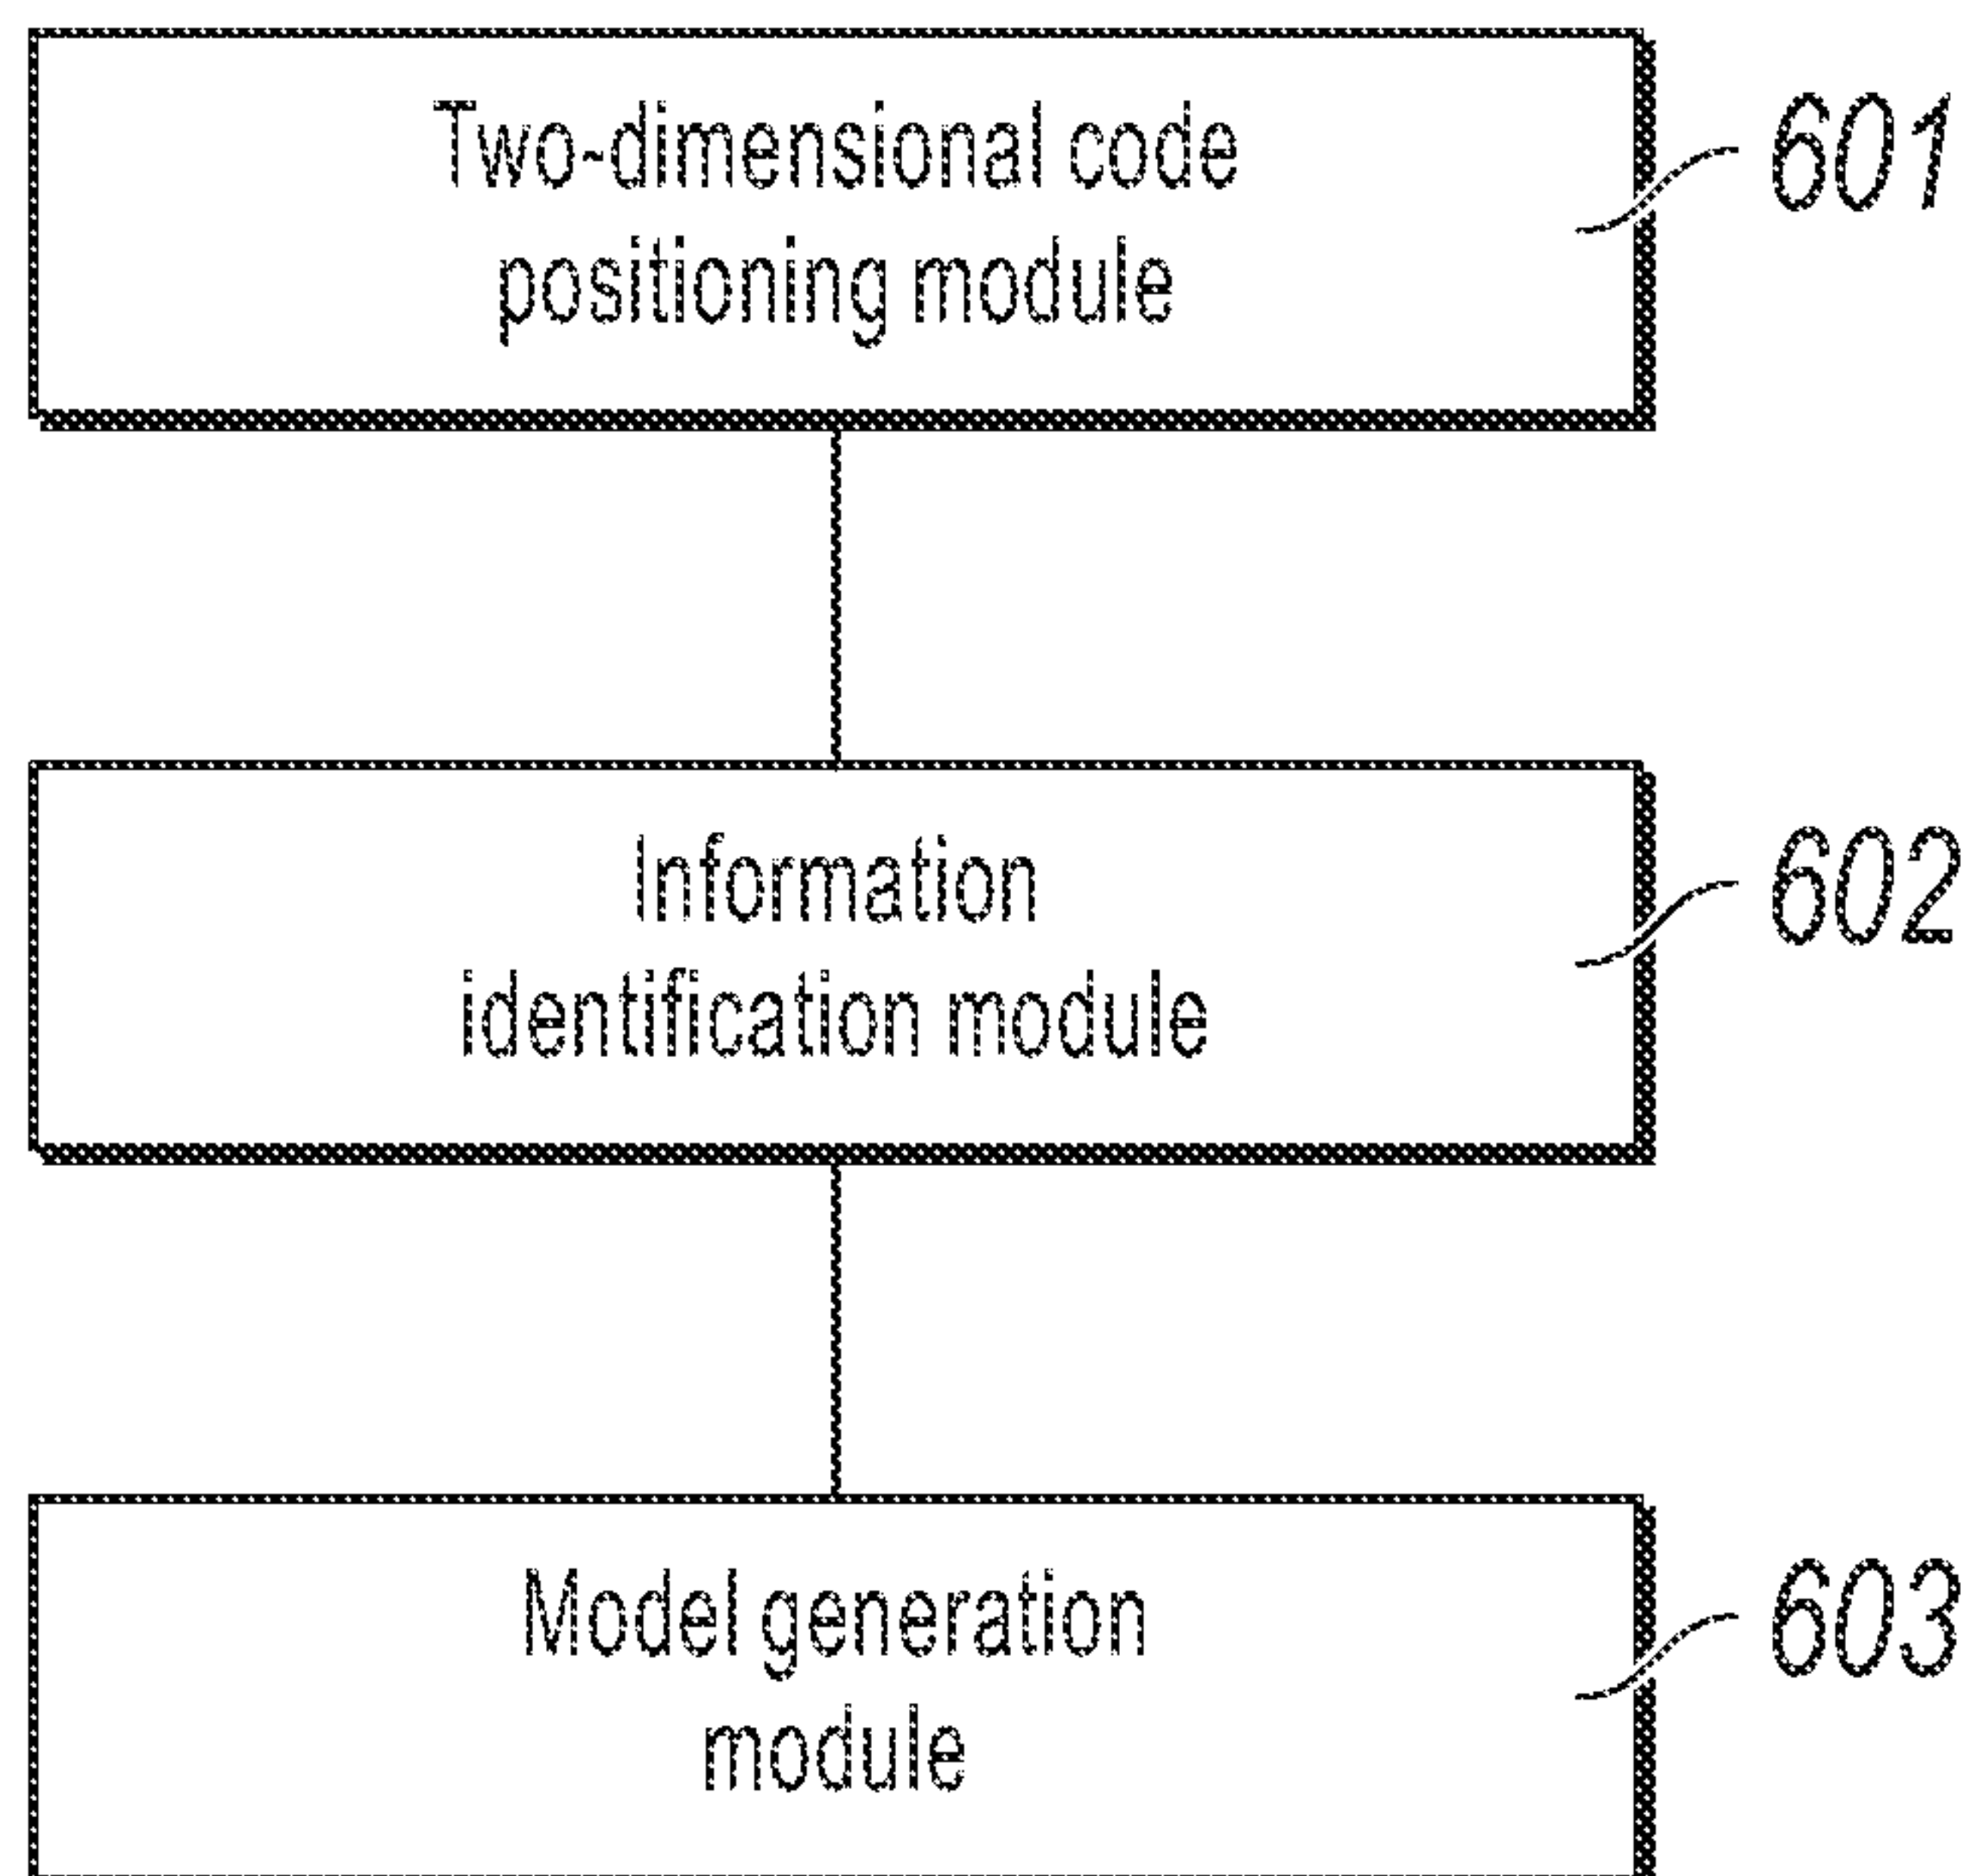 Two-dimensional code
positioning module
601
Information
identification module
602
Model generation
module
603